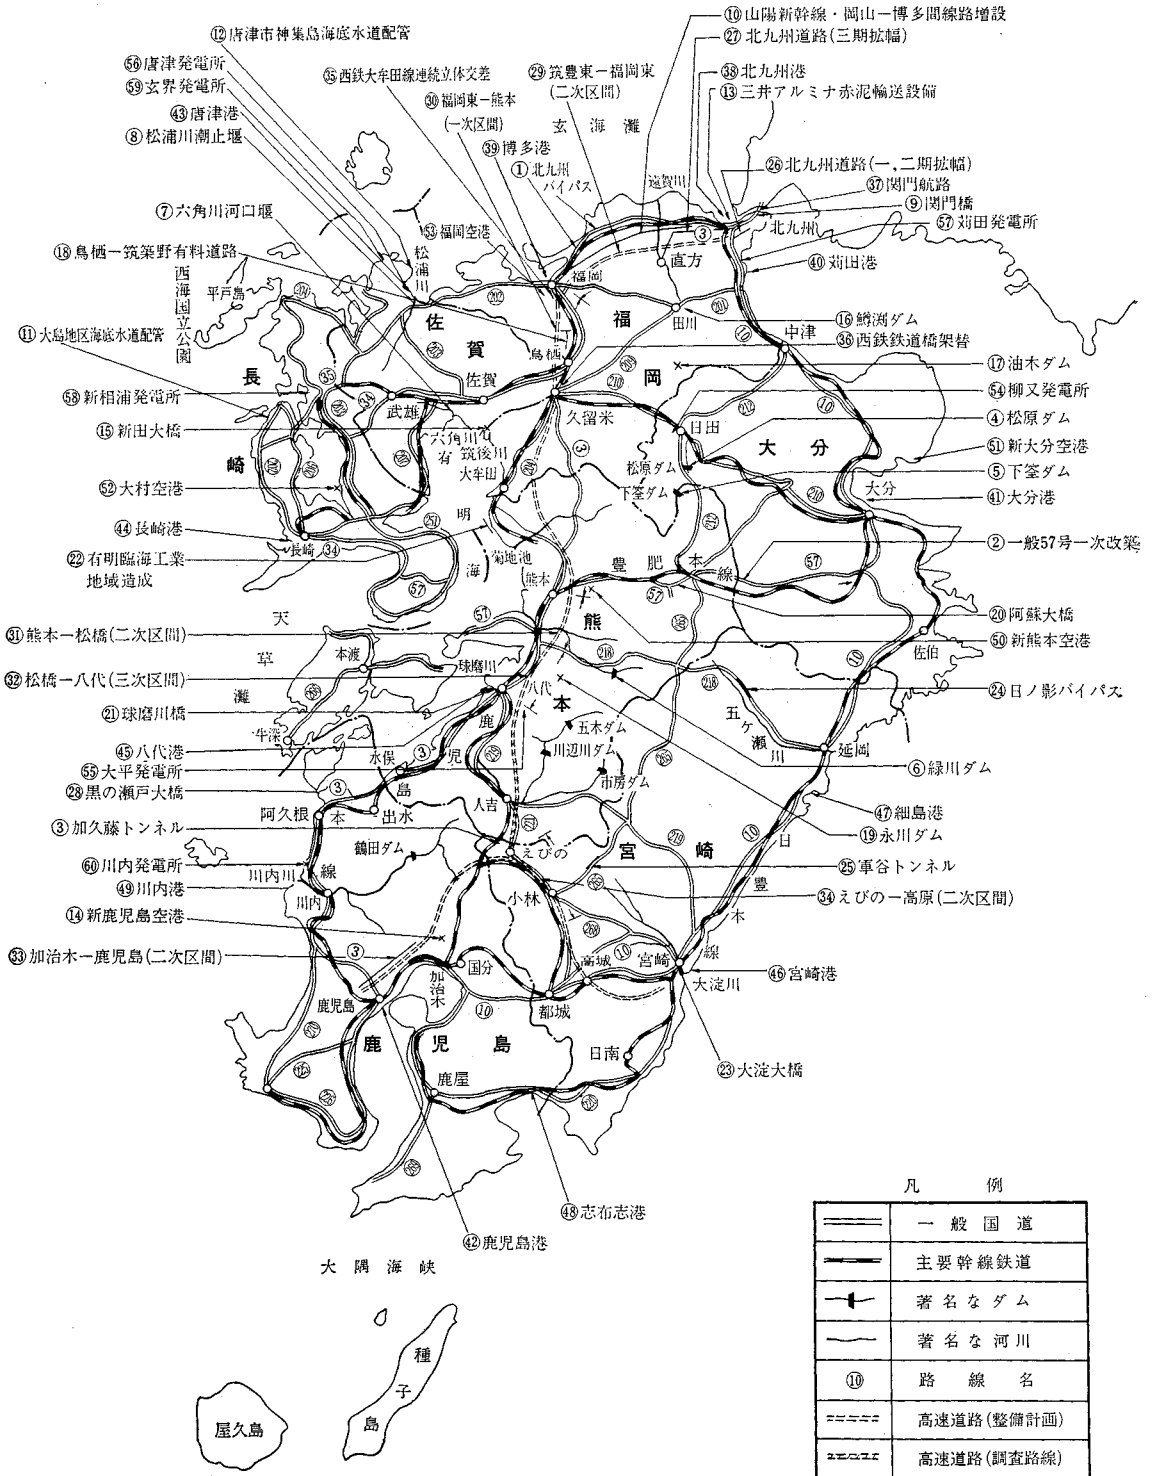 ⑩山陽新幹線・岡山ー博多間線路増設
㉗北九州道路(三期拡幅)
㊳北九州港
⑬三井アルミナ赤泥輸送設備
⑫唐津市神集島海底水道配管
㊱西鉄鉄道橋架替
56唐津発電所
59玄界発電所
㊸唐津港
⑧松浦川潮止堰
⑦六角川河口堰
⑱鳥栖ー筑築野有料道路
㉟西鉄大牟田線連続立体交差
㉚福岡東ー熊本
(一次区間)
㊴博多港
①北九州
バイパス
㉙筑豊東ー福岡東
(二次区間)
玄海灘
遠賀川
㉖北九州道路(一,二期拡幅)
㊲関門航路
⑨関門橋
57苅田発電所
㊵苅田港
北九州
直方
53福岡空港
松浦川
西海国立公園
平戸島
福岡
田川
⑯鱒渕ダム
中津
⑰油木ダム
54柳又発電所
④松原ダム
51新大分空港
⑤下筌ダム
㊶大分港
②一般57号一次改築
⑳阿蘇大橋
㊿新熊本空港
㉔日ノ影バイパス
⑥緑川ダム
㊼細島港
⑲永川ダム
㉕軍谷トンネル
㉞えびのー高原(二次区間)
㊻宮崎港
㉓大淀大橋
⑪大島地区海底水道配管
58新相浦発電所
⑮新田大橋
52大村空港
㊹長崎港
㉒有明臨海工業
地域造成
㉛熊本ー松橋(二次区間)
㉜松橋ー八代(三次区間)
㉑球磨川橋
㊺八代港
55大平発電所
㉘黒の瀬戸大橋
③加久藤トンネル
60川内発電所
㊾川内港
⑭新鹿児島空港
㉝加治木ー鹿児島(二次区間)
㊽志布志港
㊷鹿児島港
佐賀
福岡
長崎
大分
熊本
宮崎
鹿児島
鳥栖
佐賀
武雄
六角川
筑後川
有明海
大牟田
久留米
日田
松原ダム
下筌ダム
大分
長崎
菊地池
熊本
豊肥本線
佐伯
天草灘
本渡
牛深
球磨川
八代
五木ダム
川辺川ダム
市房ダム
五ヶ瀬川
延岡
水俣
鹿児島本線
阿久根
出水
人吉
鶴田ダム
えびの
小林
川内川
川内
日豊本線
高城
宮崎
大淀川
国分
加治木
都城
鹿児島
日南
鹿屋
大隅海峡
種子島
屋久島
凡例
一般国道
主要幹線鉄道
著名なダム
著名な河川
⑩ 路線名
高速道路(整備計画)
高速道路(調査路線)